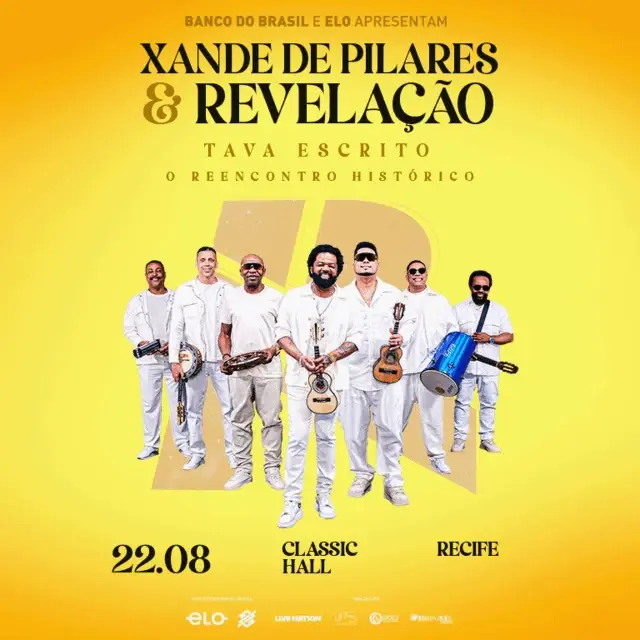 BANCO DO BRASIL E ELO APRESENTAM
XANDE DE PILARES
& REVELAÇÃO
TAVA ESCRITO
O REENCONTRO HISTÓRICO
22.08
CLASSIC
HALL
RECIFE
elo
LIVE NATION